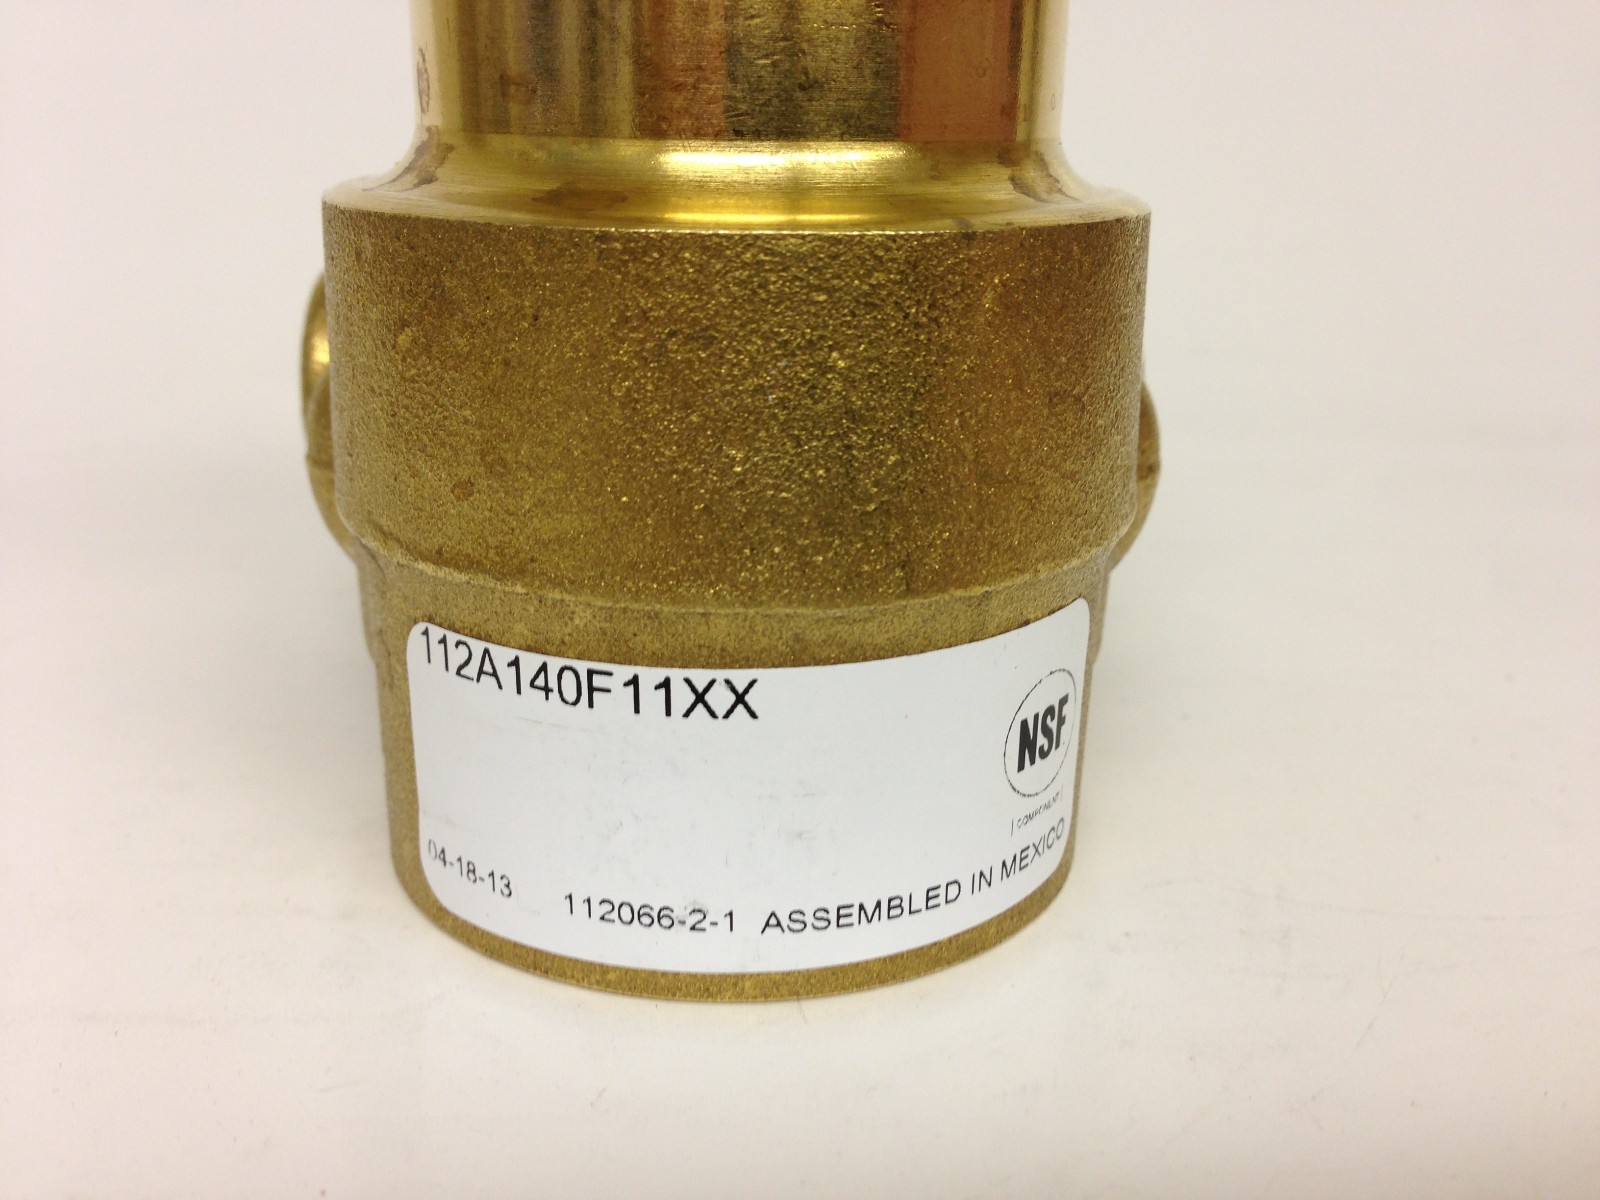 112A140F11XX
NSF
COMPONENT
04-18-13 112066-2-1 ASSEMBLED IN MEXICO